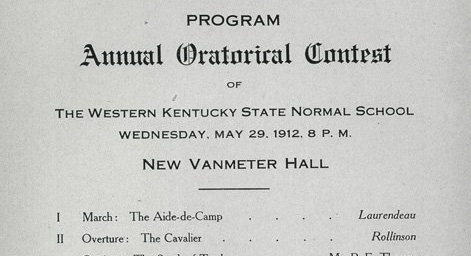 PROGRAM
Annual Oratorical Contest
OF
THE WESTERN KENTUCKY STATE NORMAL SCHOOL
WEDNESDAY, MAY 29, 1912, 8 P. M.
NEW VANMETER HALL
I March: The Aide-de-Camp . . . . Laurendeau
II Overture: The Cavalier . . . . . Rollinson